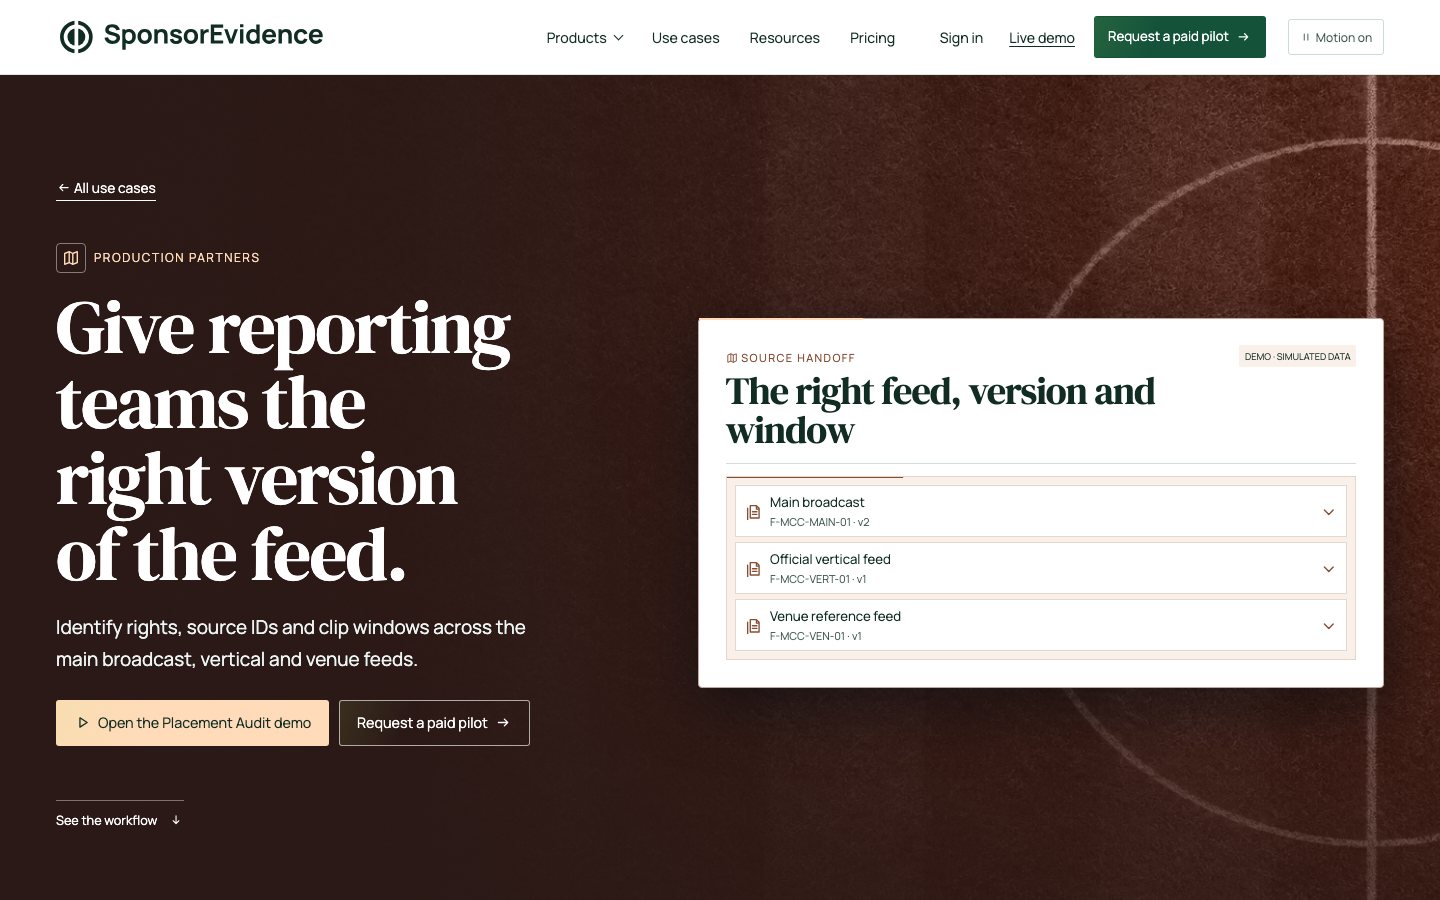 SponsorEvidence
Products
Use cases
Resources
Pricing
Sign in
Live demo
Request a paid pilot →
Motion on
← All use cases
PRODUCTION PARTNERS
Give reporting
teams the
right version
of the feed.
Identify rights, source IDs and clip windows across the
main broadcast, vertical and venue feeds.
Open the Placement Audit demo
Request a paid pilot →
See the workflow ↓
SOURCE HANDOFF
DEMO · SIMULATED DATA
The right feed, version and
window
Main broadcast
F-MCC-MAIN-01 · v2
Official vertical feed
F-MCC-VERT-01 · v1
Venue reference feed
F-MCC-VEN-01 · v1